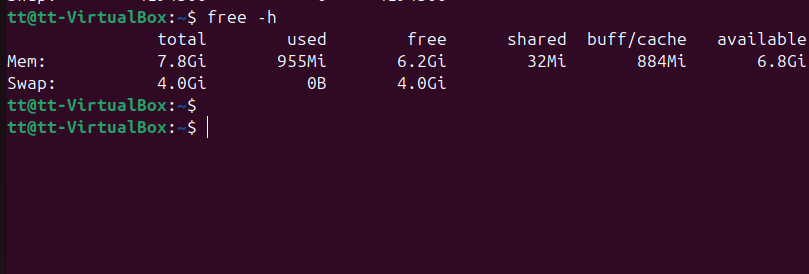 tt@tt-VirtualBox:~$ free -h
total used free shared buff/cache available
Mem: 7.8Gi 955Mi 6.2Gi 32Mi 884Mi 6.8Gi
Swap: 4.0Gi 0B 4.0Gi
tt@tt-VirtualBox:~$
tt@tt-VirtualBox:~$